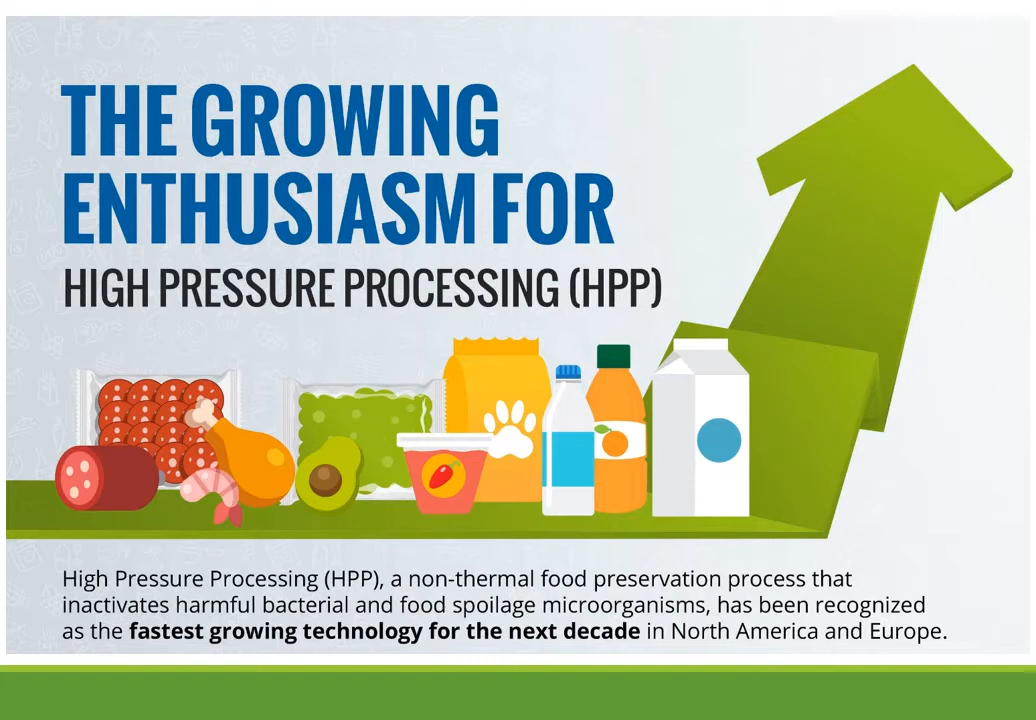 THE GROWING
ENTHUSIASM FOR
HIGH PRESSURE PROCESSING (HPP)
High Pressure Processing (HPP), a non-thermal food preservation process that
inactivates harmful bacterial and food spoilage microorganisms, has been recognized
as the fastest growing technology for the next decade in North America and Europe.